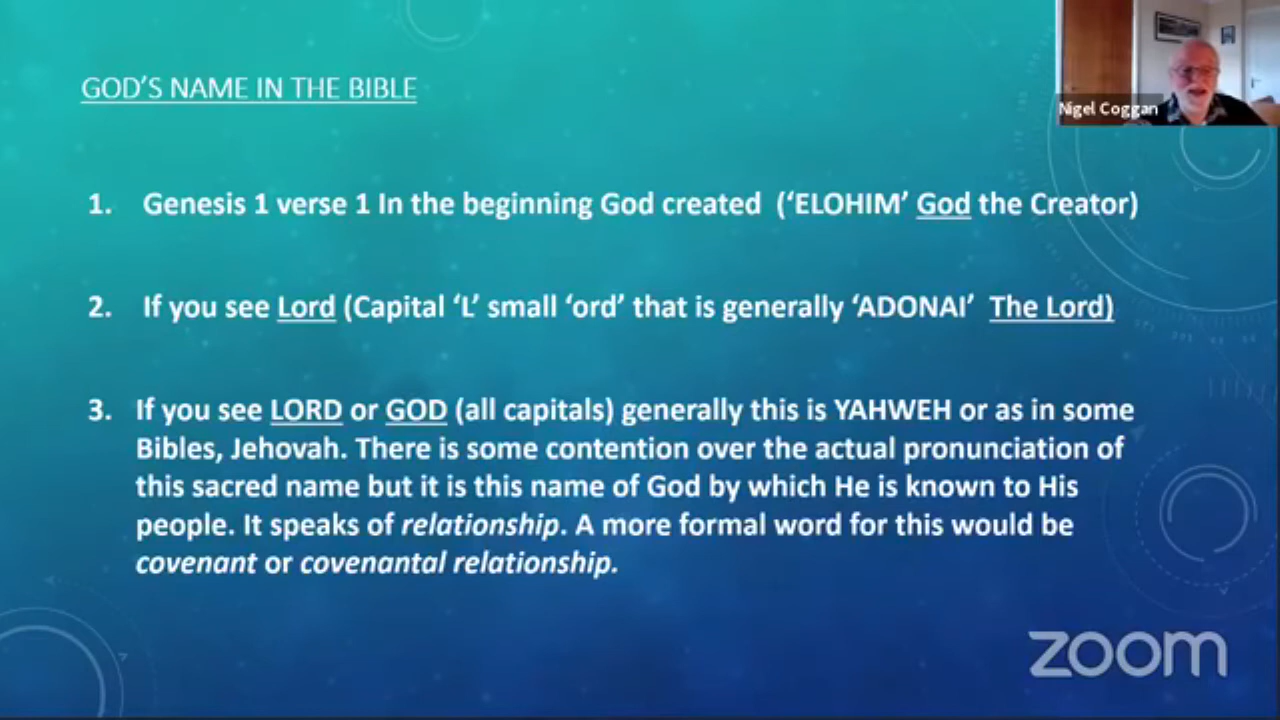 GOD'S NAME IN THE BIBLE
Nigel Coggan
1. Genesis 1 verse 1 In the beginning God created ('ELOHIM' God the Creator)
2. If you see Lord (Capital 'L' small 'ord' that is generally 'ADONAI' The Lord)
3. If you see LORD or GOD (all capitals) generally this is YAHWEH or as in some
Bibles, Jehovah. There is some contention over the actual pronunciation of
this sacred name but it is this name of God by which He is known to His
people. It speaks of relationship. A more formal word for this would be
covenant or covenantal relationship.
zoom